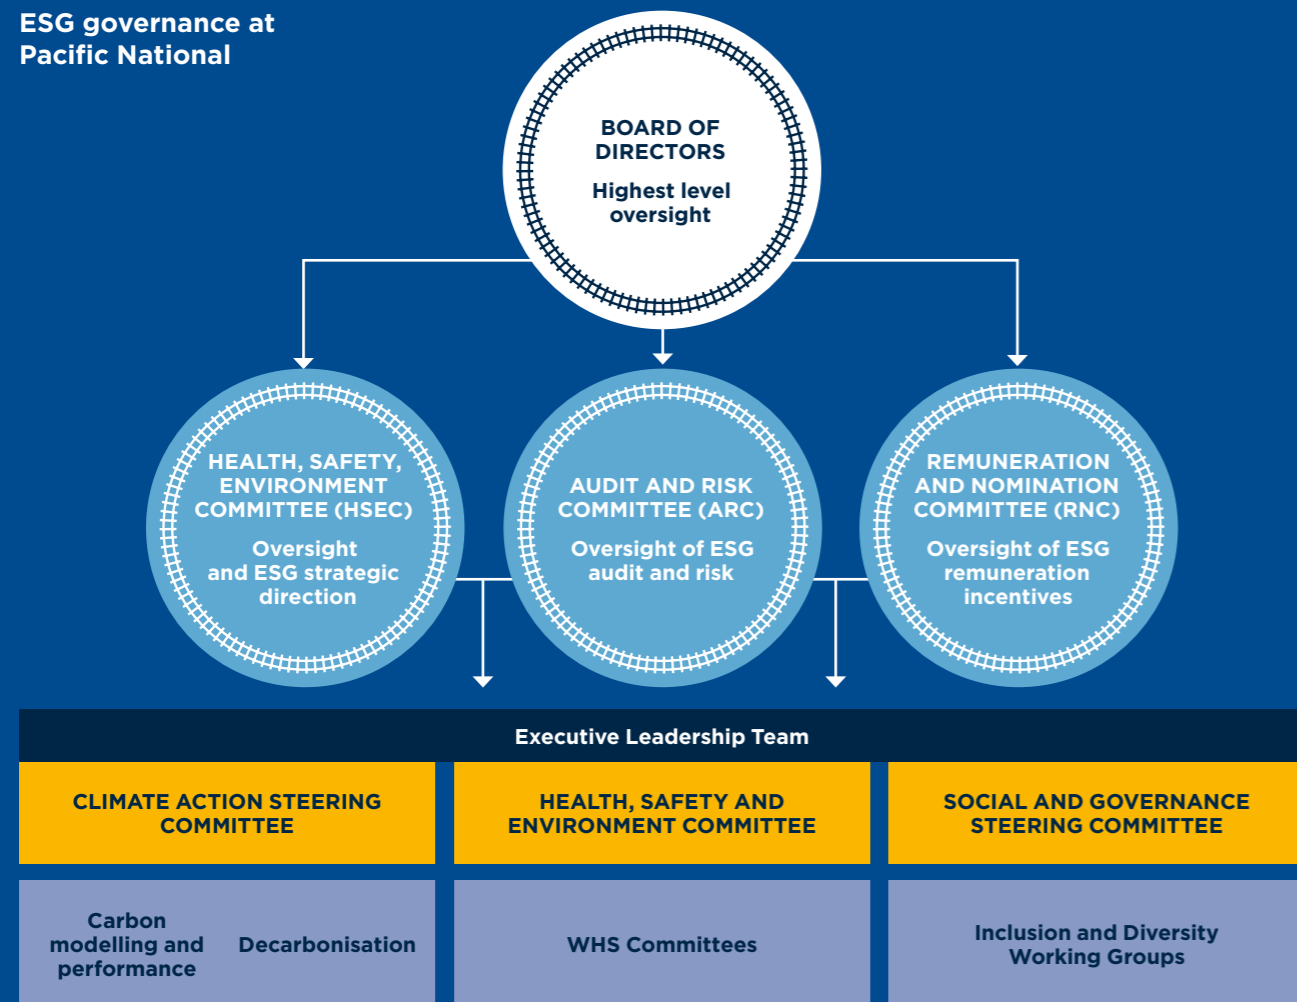 ESG governance at
Pacific National
BOARD OF
DIRECTORS
Highest level
oversight
HEALTH, SAFETY,
ENVIRONMENT
COMMITTEE (HSEC)
Oversight
and ESG strategic
direction
AUDIT AND RISK
COMMITTEE (ARC)
Oversight of ESG
audit and risk
REMUNERATION
AND NOMINATION
COMMITTEE (RNC)
Oversight of ESG
remuneration
incentives
Executive Leadership Team
CLIMATE ACTION STEERING
COMMITTEE
HEALTH, SAFETY AND
ENVIRONMENT COMMITTEE
SOCIAL AND GOVERNANCE
STEERING COMMITTEE
Carbon
modelling and
performance
Decarbonisation
WHS Committees
Inclusion and Diversity
Working Groups